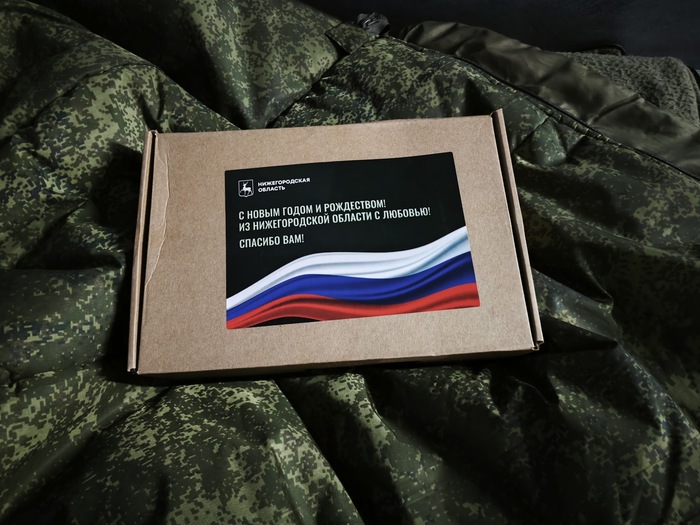 НИЖЕГОРОДСКАЯ
ОБЛАСТЬ
С НОВЫМ ГОДОМ И РОЖДЕСТВОМ!
ИЗ НИЖЕГОРОДСКОЙ ОБЛАСТИ С ЛЮБОВЬЮ!
СПАСИБО ВАМ!